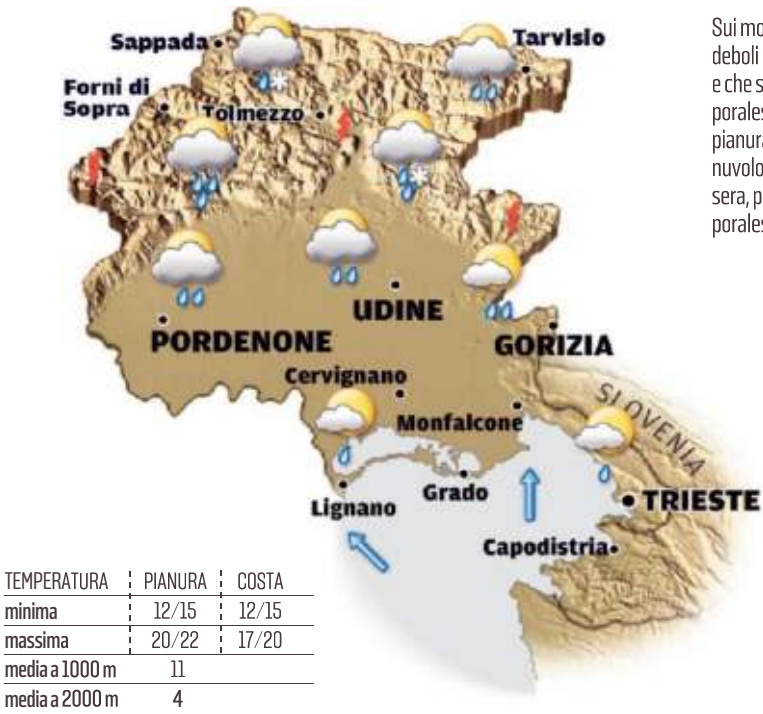 Sappada
Tarvisio
Forni di
Sopra
Tolmezzo
UDINE
PORDENONE
GORIZIA
Cervignano
Monfalcone
SLOVENIA
Lignano
Grado
TRIESTE
Capodistria
Sui mo
deboli
e che s
porales
pianura
nuvolo
sera, p
porales
TEMPERATURA PIANURA COSTA
minima 12/15 12/15
massima 20/22 17/20
media a 1000 m 11
media a 2000 m 4